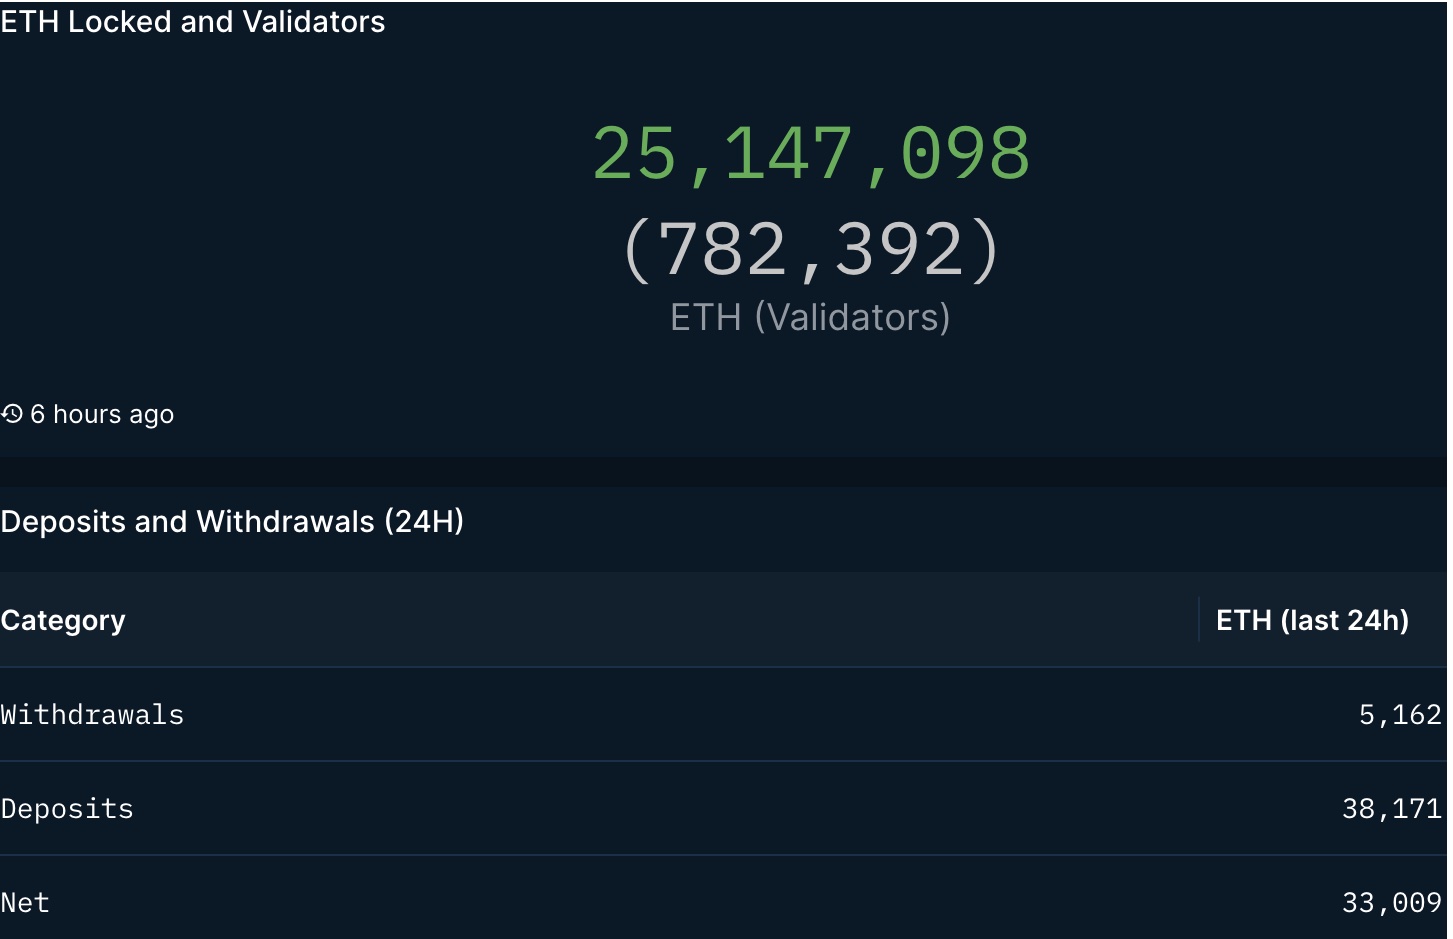 ETH Locked and Validators
25,147,098
(782,392)
ETH (Validators)
6 hours ago
Deposits and Withdrawals (24H)
Category ETH (last 24h)
Withdrawals 5,162
Deposits 38,171
Net 33,009